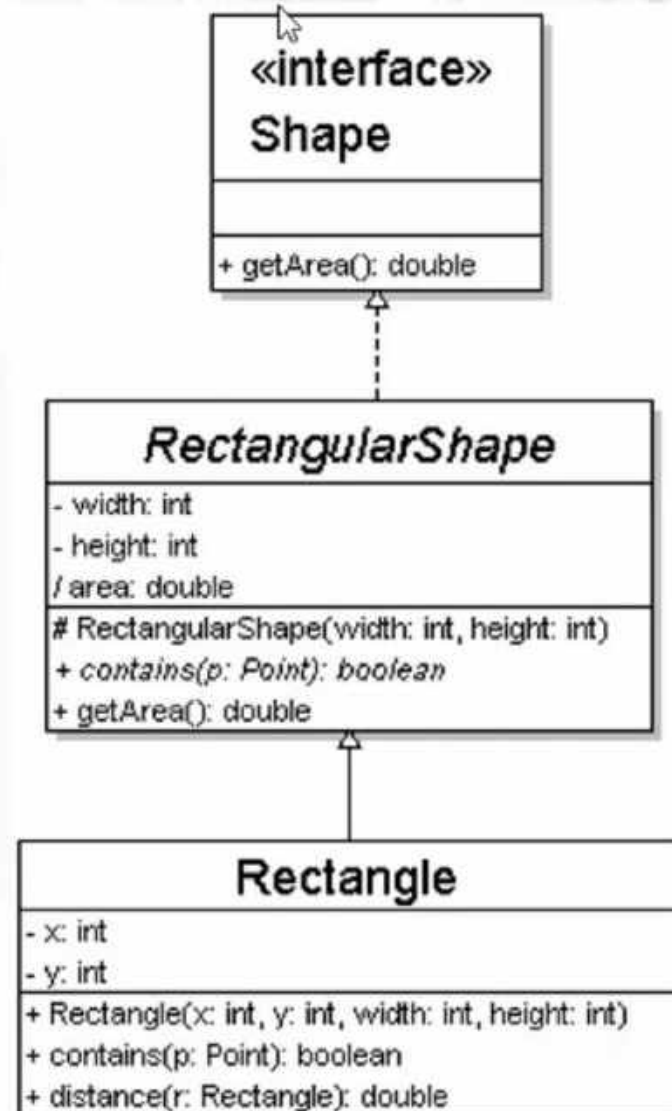 «interface»
Shape
+ getArea(): double
RectangularShape
- width: int
- height: int
/ area: double
# RectangularShape(width: int, height: int)
+ contains(p: Point): boolean
+ getArea(): double
Rectangle
- x: int
- y: int
+ Rectangle(x: int, y: int, width: int, height: int)
+ contains(p: Point): boolean
+ distance(r: Rectangle): double